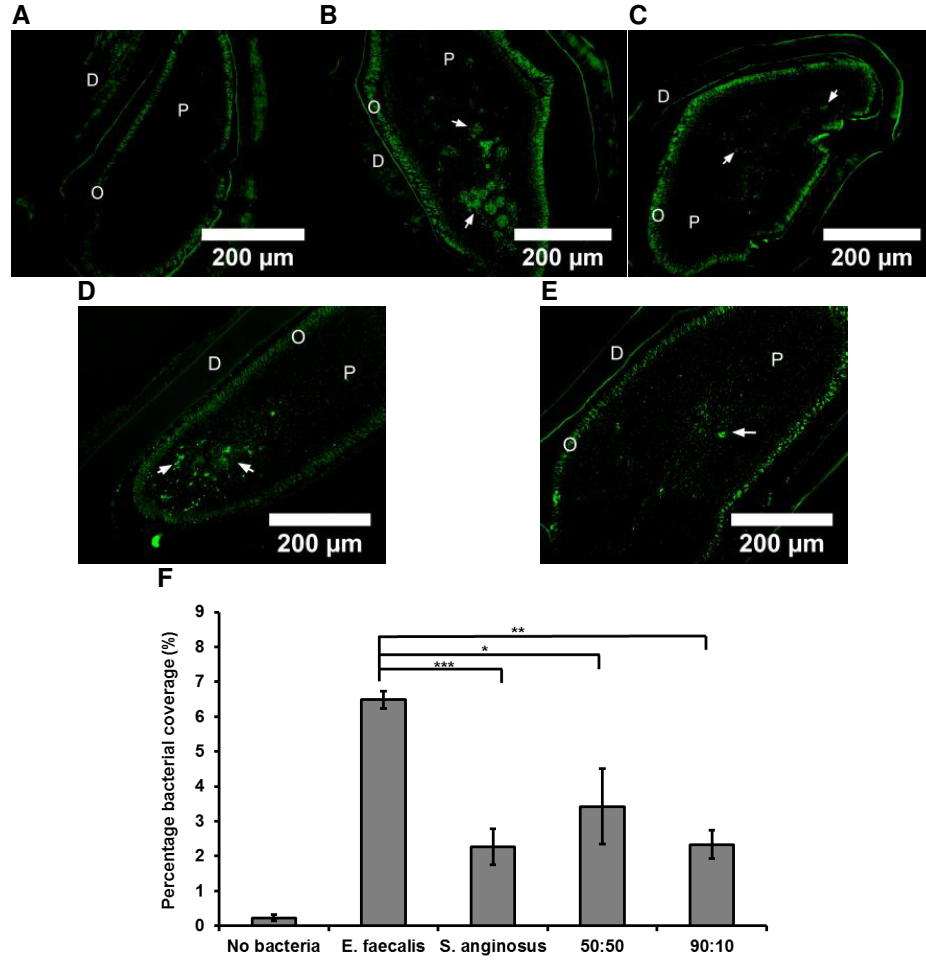 A
B
C
D
P
O
200 µm
P
O
D
200 µm
D
O
P
200 µm
D
E
O
D
P
200 µm
D
P
O
200 µm
F
Percentage bacterial coverage (%)
9
8
7
6
5
4
3
2
1
0
**
*
***
No bacteria E. faecalis S. anginosus 50:50 90:10